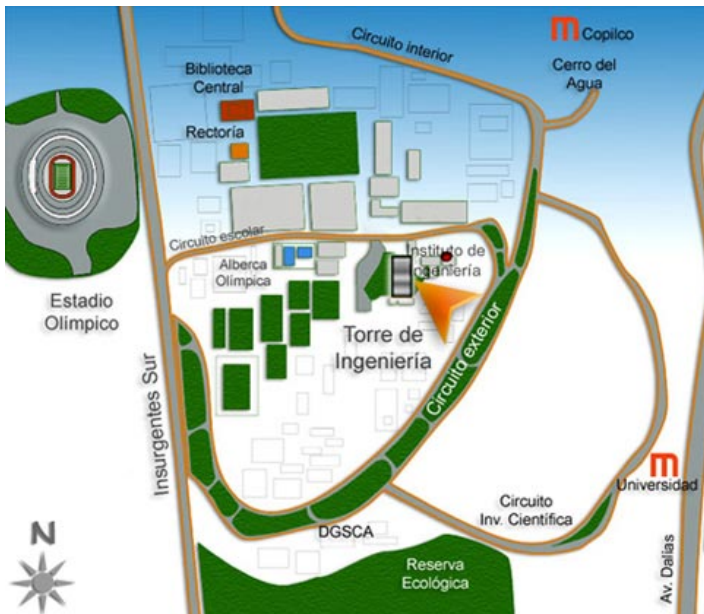 Circuito interior
Copilco
Cerro del
Agua
Biblioteca
Central
Rectoría
Circuito escolar
Alberca
Olímpica
Instituto de
Ingeniería
Estadio
Olímpico
Torre de
Ingeniería
Circuito exterior
Insurgentes Sur
Universidad
Circuito
Inv. Científica
DGSCA
Reserva
Ecológica
Av. Dalias
N